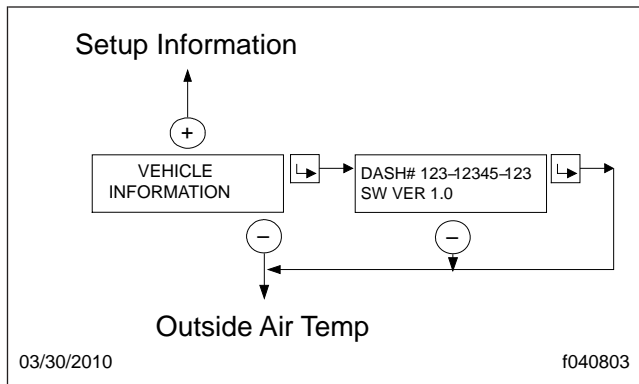 Setup Information
+
VEHICLE
INFORMATION
DASH# 123–12345–123
SW VER 1.0
–
–
Outside Air Temp
03/30/2010
f040803